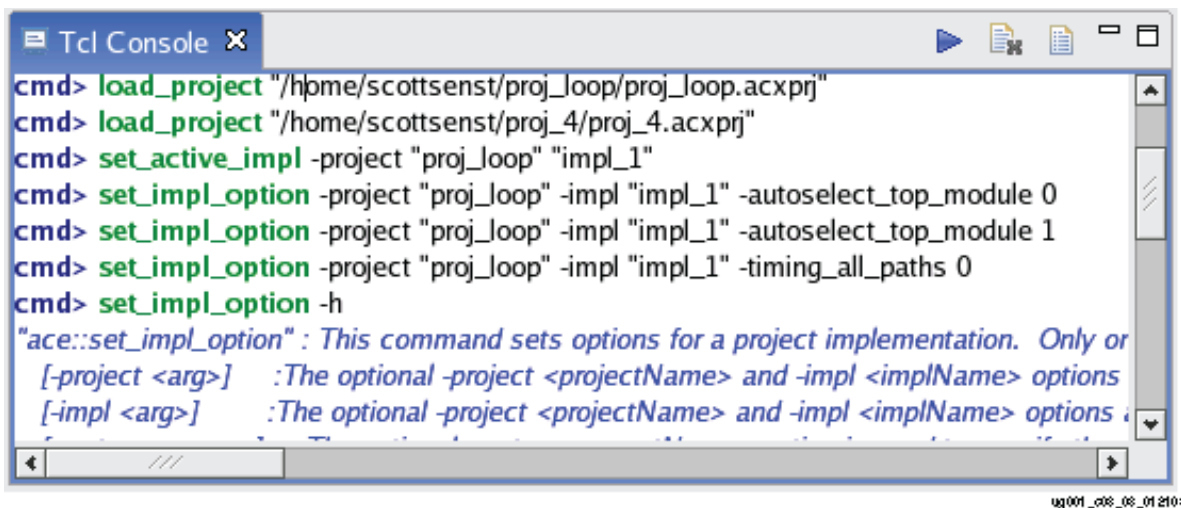 Tcl Console
cmd> load_project "/home/scottsenst/proj_loop/proj_loop.acxprj"
cmd> load_project "/home/scottsenst/proj_4/proj_4.acxprj"
cmd> set_active_impl -project "proj_loop" "impl_1"
cmd> set_impl_option -project "proj_loop" -impl "impl_1" -autoselect_top_module 0
cmd> set_impl_option -project "proj_loop" -impl "impl_1" -autoselect_top_module 1
cmd> set_impl_option -project "proj_loop" -impl "impl_1" -timing_all_paths 0
cmd> set_impl_option -h
"ace::set_impl_option" : This command sets options for a project implementation. Only or
[-project <arg>] :The optional -project <projectName> and -impl <implName> options
[-impl <arg>] :The optional -project <projectName> and -impl <implName> options